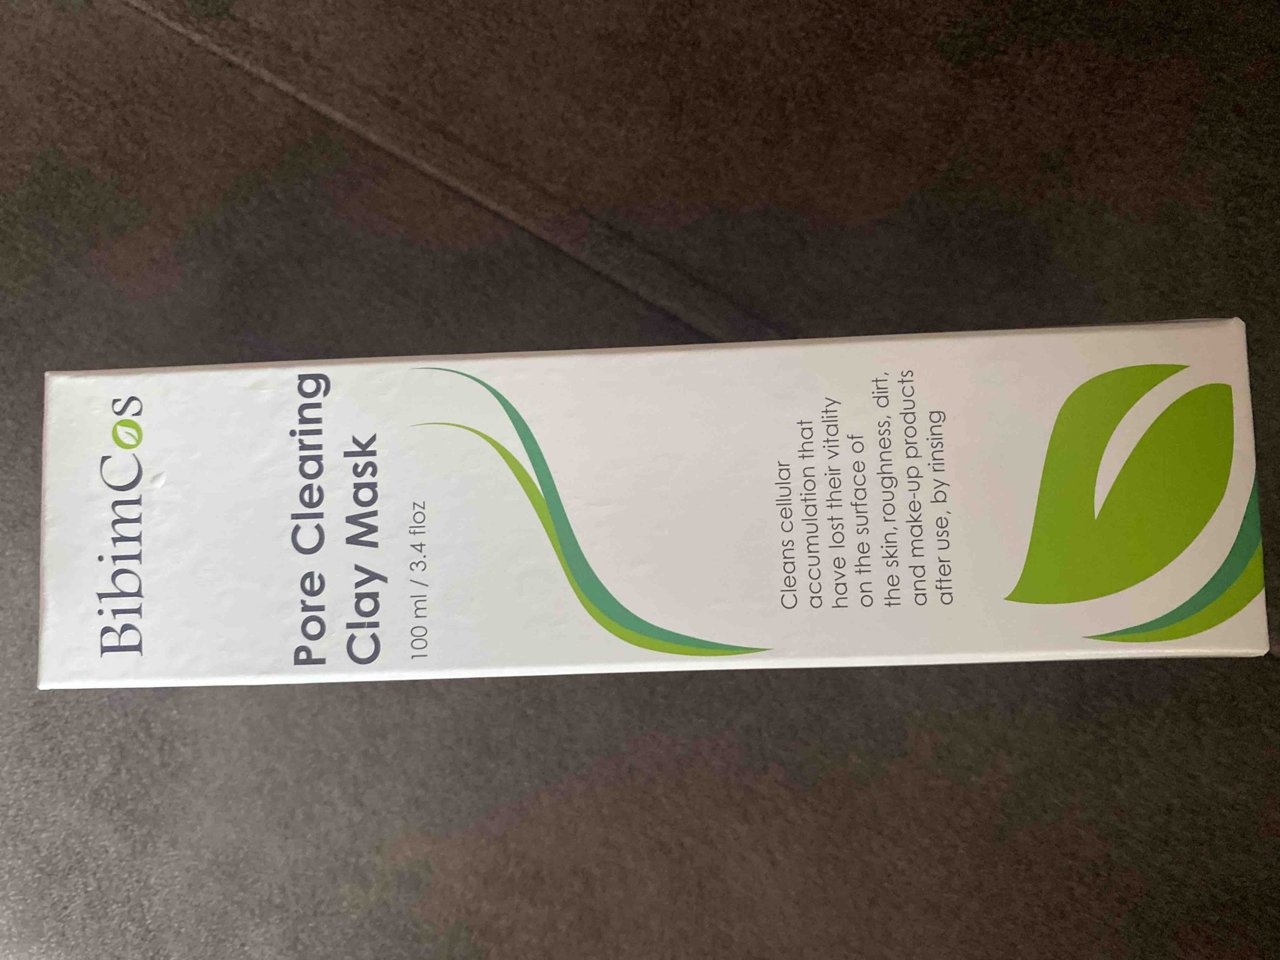 BibimCos
Pore Clearing
Clay Mask
100 ml / 3.4 floz
Cleans cellular
accumulation that
have lost their vitality
on the surface of
the skin, roughness, dirt,
and make-up products
after use, by rinsing